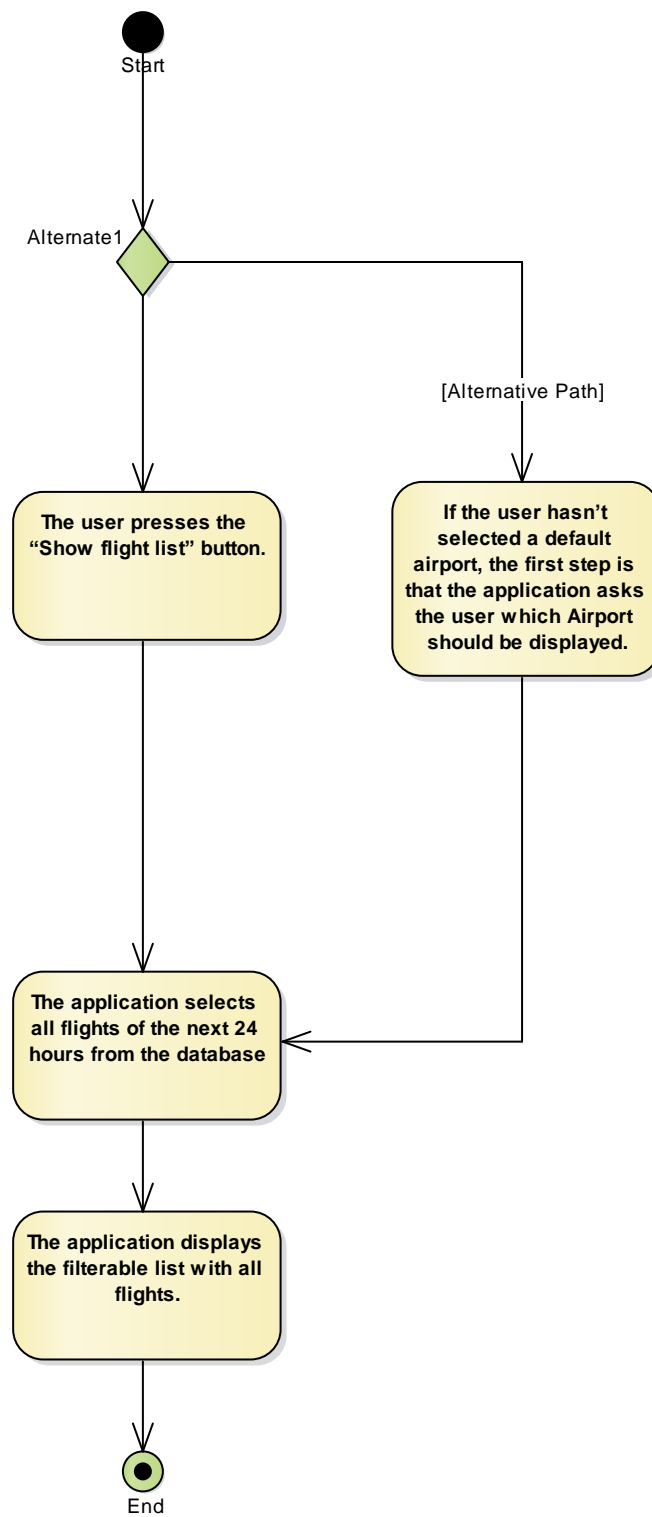 Start
Alternate1
[Alternative Path]
The user presses the
“Show flight list” button.
If the user hasn’t
selected a default
airport, the first step is
that the application asks
the user which Airport
should be displayed.
The application selects
all flights of the next 24
hours from the database
The application displays
the filterable list with all
flights.
End